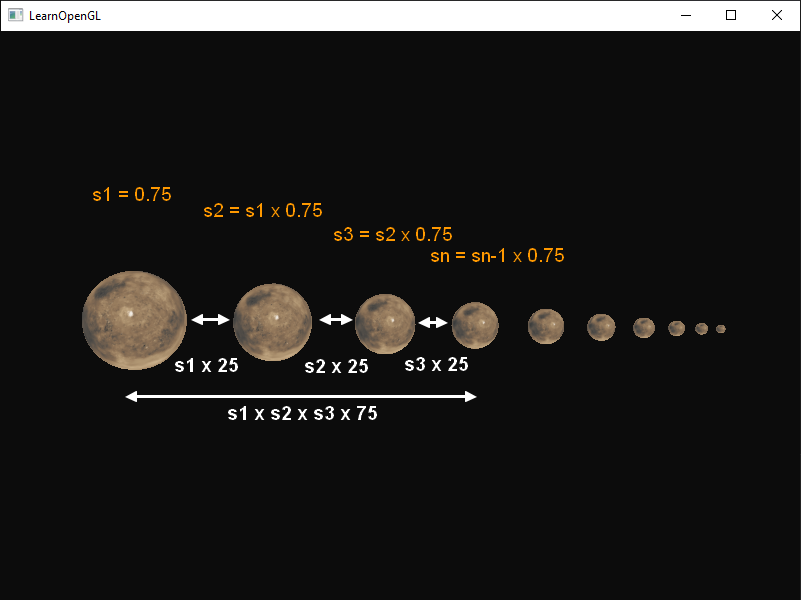 LearnOpenGL
s1 = 0.75
s2 = s1 x 0.75
s3 = s2 x 0.75
sn = sn-1 x 0.75
s1 x 25
s2 x 25
s3 x 25
s1 x s2 x s3 x 75